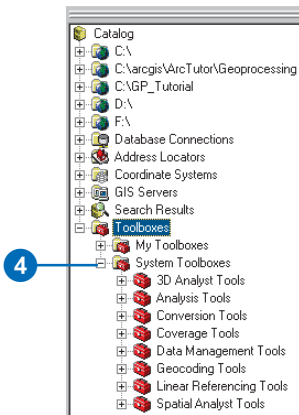 Catalog
C:\
C:\arcgis\ArcTutor\Geoprocessing
C:\GP_Tutorial
D:\
F:\
Database Connections
Address Locators
Coordinate Systems
GIS Servers
Search Results
Toolboxes
My Toolboxes
4 System Toolboxes
3D Analyst Tools
Analysis Tools
Conversion Tools
Coverage Tools
Data Management Tools
Geocoding Tools
Linear Referencing Tools
Spatial Analyst Tools